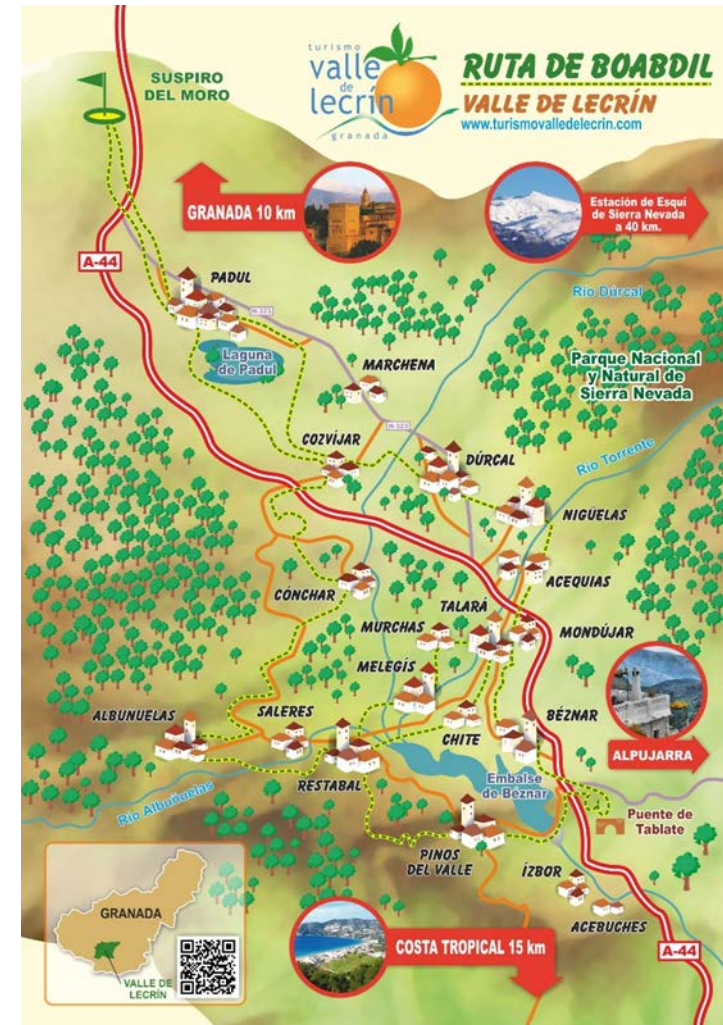 turismo
valle
de
lecrín
granada
RUTA DE BOABDIL
VALLE DE LECRÍN
www.turismovalledelecrin.com
SUSPIRO
DEL MORO
GRANADA 10 km
Estación de Esquí
de Sierra Nevada
a 40 km.
A-44
PADUL
N-323
Río Dúrcal
Laguna
de Padul
MARCHENA
Parque Nacional
y Natural de
Sierra Nevada
N-323
COZVÍJAR
DÚRCAL
Río Torrente
NIGÜELAS
CÓNCHAR
ACEQUIAS
TALARÁ
MURCHAS
MONDÚJAR
MELEGÍS
ALBUNUELAS
SALERES
CHITE
BÉZNAR
ALPUJARRA
RESTABAL
Embalse
de Béznar
Río Albuñuelas
Puente de
Tablate
PINOS
DEL VALLE
ÍZBOR
ACEBUCHES
GRANADA
VALLE DE
LECRÍN
COSTA TROPICAL 15 km
A-44